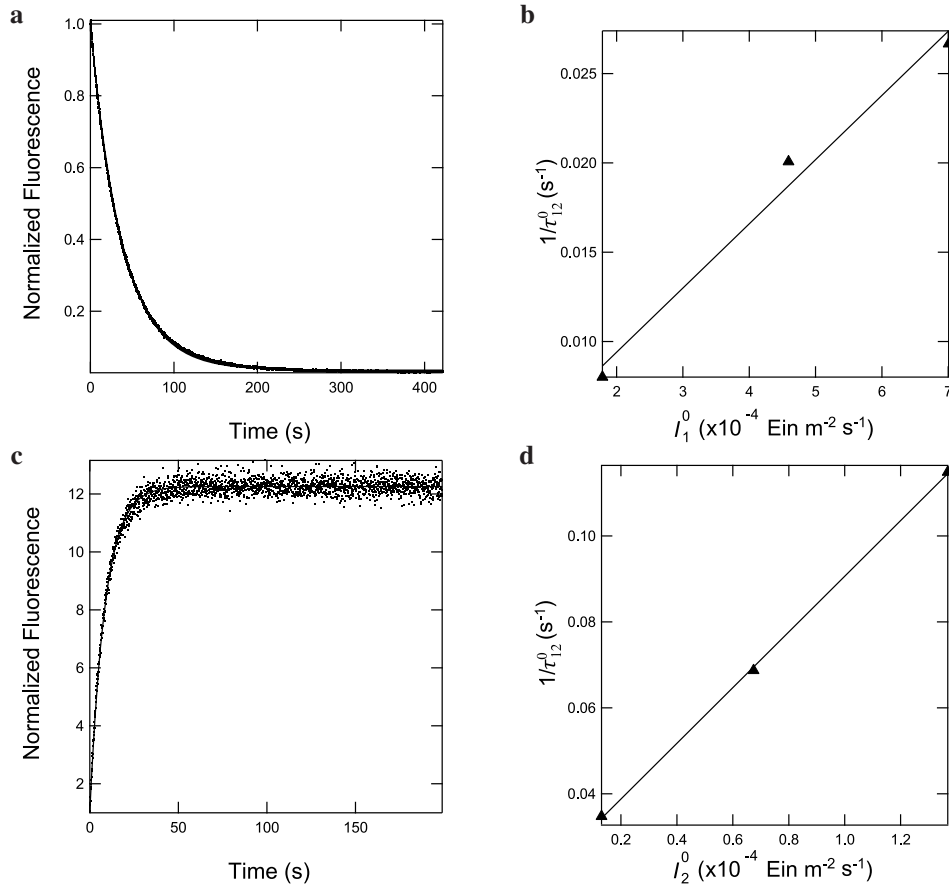 a
1.0
0.8
0.6
0.4
0.2
0 100 200 300 400
Normalized Fluorescence
Time (s)
b
0.025
0.020
0.015
0.010
2 3 4 5 6 7
1/τ⁰₁₂ (s⁻¹)
I⁰₁ (x10⁻⁴ Ein m⁻² s⁻¹)
c
12
10
8
6
4
2
0 50 100 150
Normalized Fluorescence
Time (s)
d
0.10
0.08
0.06
0.04
0.2 0.4 0.6 0.8 1.0 1.2
1/τ⁰₁₂ (s⁻¹)
I⁰₂ (x10⁻⁴ Ein m⁻² s⁻¹)